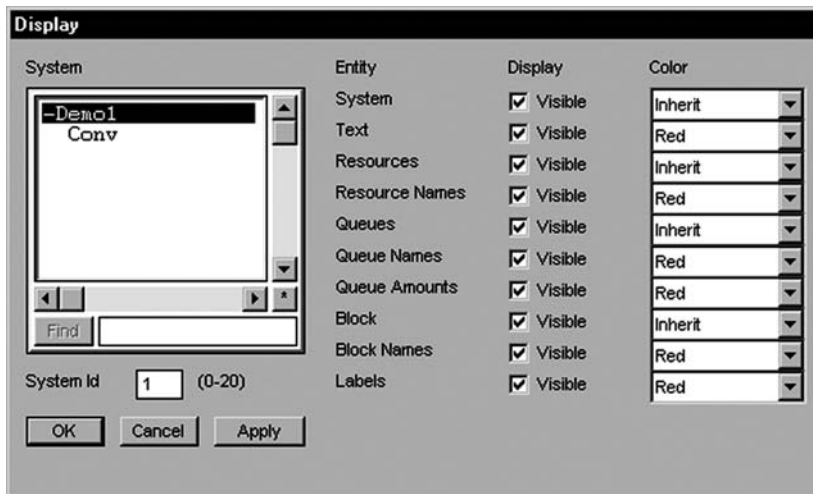 Display
System
-Demo1
Conv
*
Find
System Id 1 (0-20)
OK Cancel Apply
Entity Display Color
System Visible Inherit
Text Visible Red
Resources Visible Inherit
Resource Names Visible Red
Queues Visible Inherit
Queue Names Visible Red
Queue Amounts Visible Red
Block Visible Inherit
Block Names Visible Red
Labels Visible Red